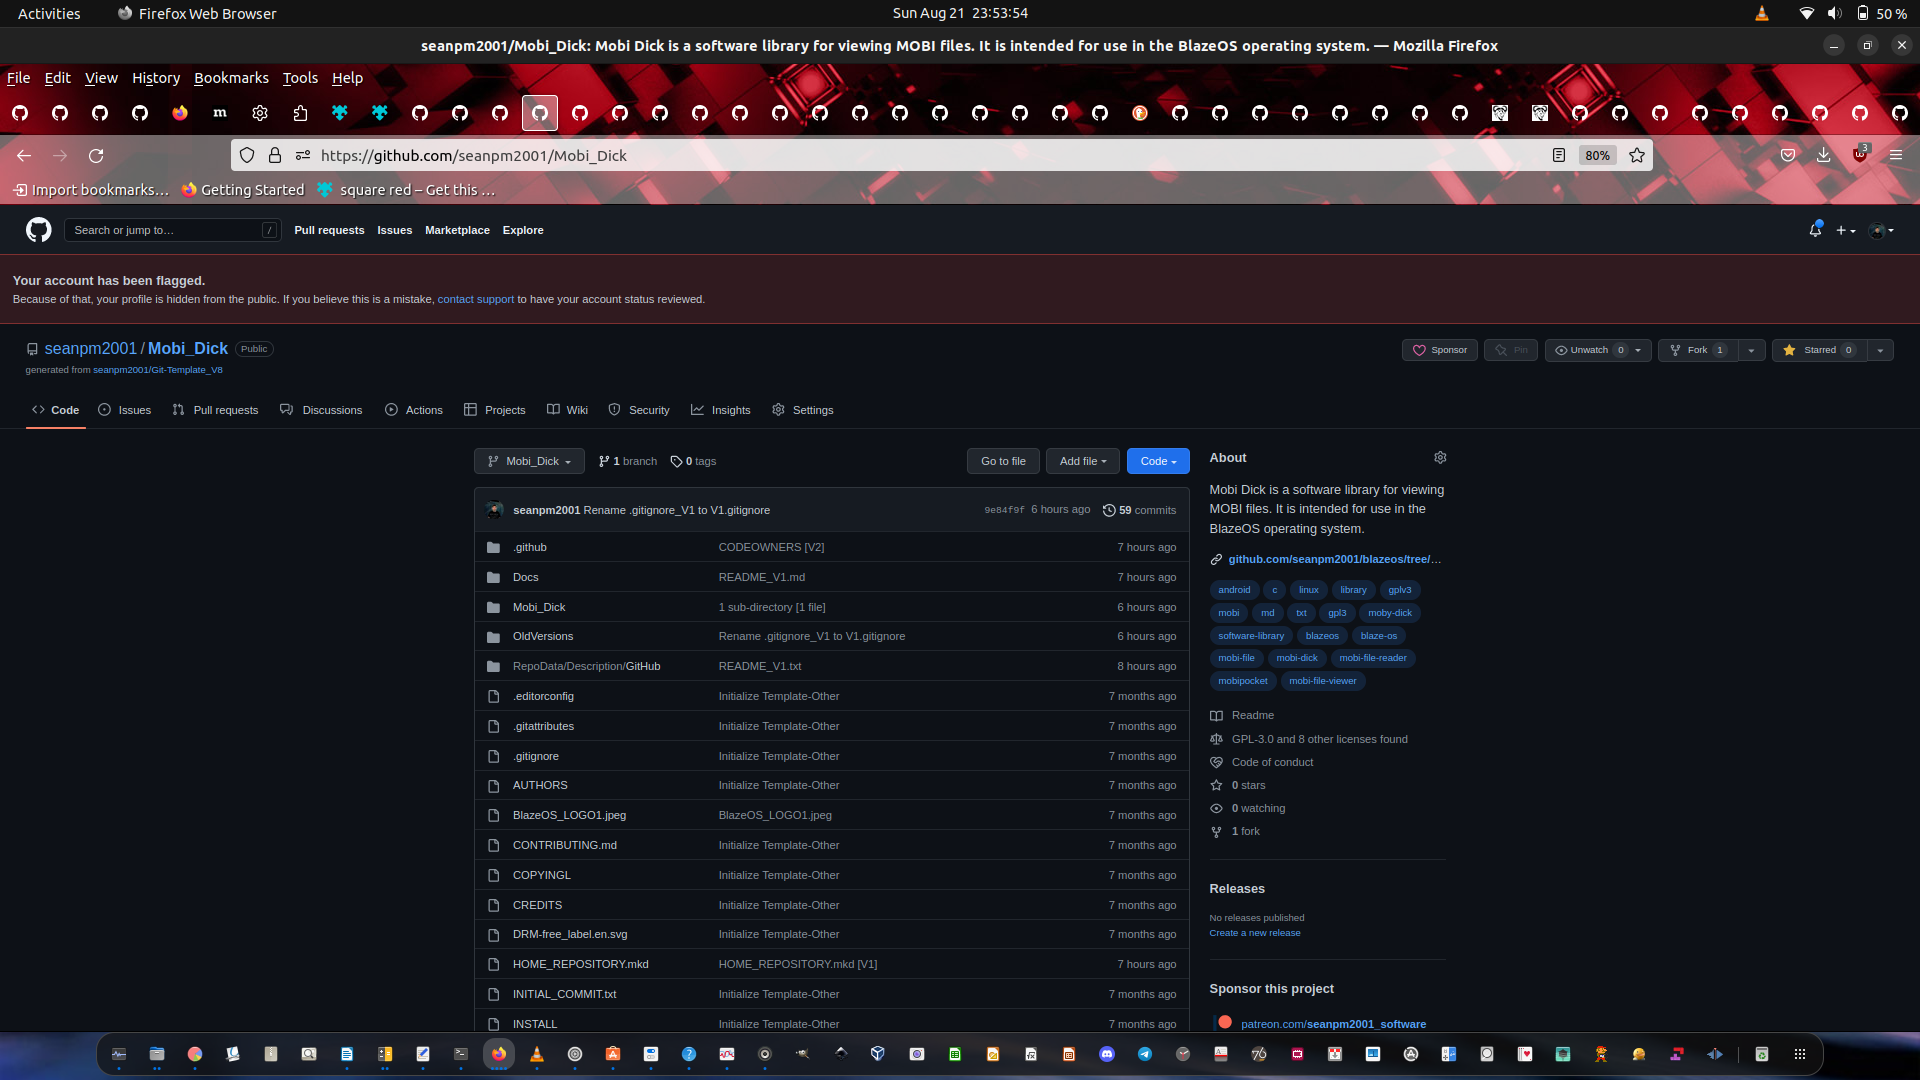 Activities Firefox Web Browser Sun Aug 21 23:53:54 50 %
seanpm2001/Mobi_Dick: Mobi Dick is a software library for viewing MOBI files. It is intended for use in the BlazeOS operating system. — Mozilla Firefox
File Edit View History Bookmarks Tools Help
m
https://github.com/seanpm2001/Mobi_Dick 80% 3
Import bookmarks... Getting Started square red – Get this ...
Search or jump to... / Pull requests Issues Marketplace Explore
Your account has been flagged.
Because of that, your profile is hidden from the public. If you believe this is a mistake, contact support to have your account status reviewed.
seanpm2001 / Mobi_Dick Public Sponsor Pin Unwatch 0 Fork 1 Starred 0
generated from seanpm2001/Git-Template_V8
Code Issues Pull requests Discussions Actions Projects Wiki Security Insights Settings
Mobi_Dick 1 branch 0 tags Go to file Add file Code
seanpm2001 Rename .gitignore_V1 to V1.gitignore 9e84f9f 6 hours ago 59 commits
.github CODEOWNERS [V2] 7 hours ago
Docs README_V1.md 7 hours ago
Mobi_Dick 1 sub-directory [1 file] 6 hours ago
OldVersions Rename .gitignore_V1 to V1.gitignore 6 hours ago
RepoData/Description/GitHub README_V1.txt 8 hours ago
.editorconfig Initialize Template-Other 7 months ago
.gitattributes Initialize Template-Other 7 months ago
.gitignore Initialize Template-Other 7 months ago
AUTHORS Initialize Template-Other 7 months ago
BlazeOS_LOGO1.jpeg BlazeOS_LOGO1.jpeg 7 months ago
CONTRIBUTING.md Initialize Template-Other 7 months ago
COPYINGL Initialize Template-Other 7 months ago
CREDITS Initialize Template-Other 7 months ago
DRM-free_label.en.svg Initialize Template-Other 7 months ago
HOME_REPOSITORY.mkd HOME_REPOSITORY.mkd [V1] 7 hours ago
INITIAL_COMMIT.txt Initialize Template-Other 7 months ago
INSTALL Initialize Template-Other 7 months ago
About
Mobi Dick is a software library for viewing
MOBI files. It is intended for use in the
BlazeOS operating system.
github.com/seanpm2001/blazeos/tree/...
android c linux library gplv3
mobi md txt gpl3 moby-dick
software-library blazeos blaze-os
mobi-file mobi-dick mobi-file-reader
mobipocket mobi-file-viewer
Readme
GPL-3.0 and 8 other licenses found
Code of conduct
0 stars
0 watching
1 fork
Releases
No releases published
Create a new release
Sponsor this project
patreon.com/seanpm2001_software